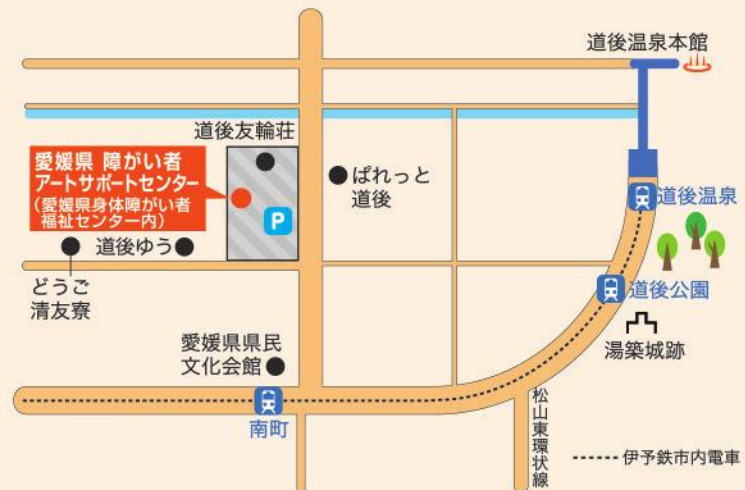 道後温泉本館
道後友輪荘
愛媛県 障がい者
アートサポートセンター
(愛媛県身体障がい者
福祉センター内)
P
ぱれっと
道後
道後温泉
道後ゆう
どうご
清友寮
道後公園
湯築城跡
愛媛県県民
文化会館
南町
松山東環状線
伊予鉄市内電車